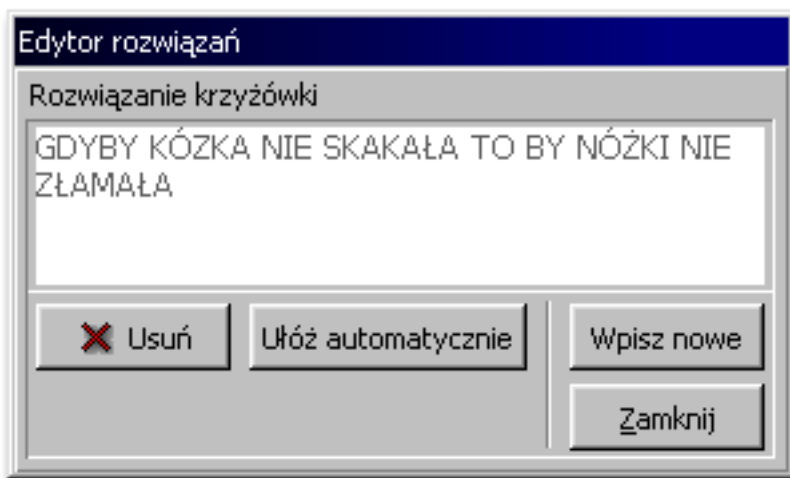 Edytor rozwiązań
Rozwiązanie krzyżówki
GDYBY KÓZKA NIE SKAKAŁA TO BY NÓŻKI NIE
ZŁAMAŁA
Usuń
Ułóż automatycznie
Wpisz nowe
Zamknij